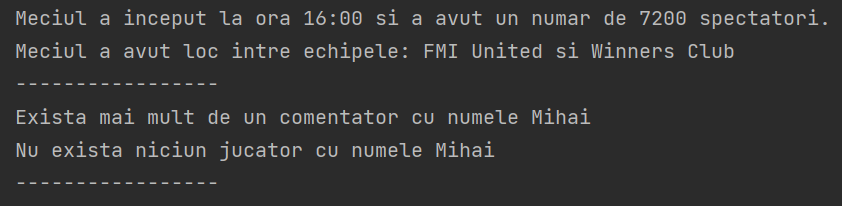 Meciul a inceput la ora 16:00 si a avut un numar de 7200 spectatori.
Meciul a avut loc intre echipele: FMI United si Winners Club
-----------------
Exista mai mult de un comentator cu numele Mihai
Nu exista niciun jucator cu numele Mihai
-----------------